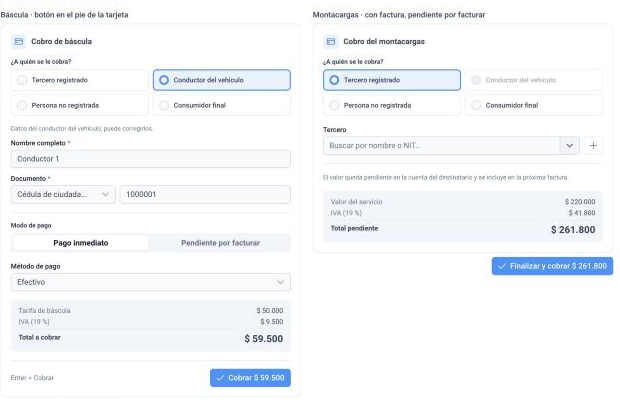 Báscula · botón en el pie de la tarjeta
Cobro de báscula
¿A quién se le cobra?
Tercero registrado
Conductor del vehículo
Persona no registrada
Consumidor final
Datos del conductor del vehículo; puede corregirlos.
Nombre completo *
Conductor 1
Documento *
Cédula de ciudada...
1000001
Modo de pago
Pago inmediato
Pendiente por facturar
Método de pago
Efectivo
Tarifa de báscula $ 50.000
IVA (19 %) $ 9.500
Total a cobrar $ 59.500
Enter = Cobrar
Cobrar $ 59.500
Montacargas · con factura, pendiente por facturar
Cobro del montacargas
¿A quién se le cobra?
Tercero registrado
Conductor del vehículo
Persona no registrada
Consumidor final
Tercero
Buscar por nombre o NIT...
El valor queda pendiente en la cuenta del destinatario y se incluye en la próxima factura.
Valor del servicio $ 220.000
IVA (19 %) $ 41.800
Total pendiente $ 261.800
Finalizar y cobrar $ 261.800